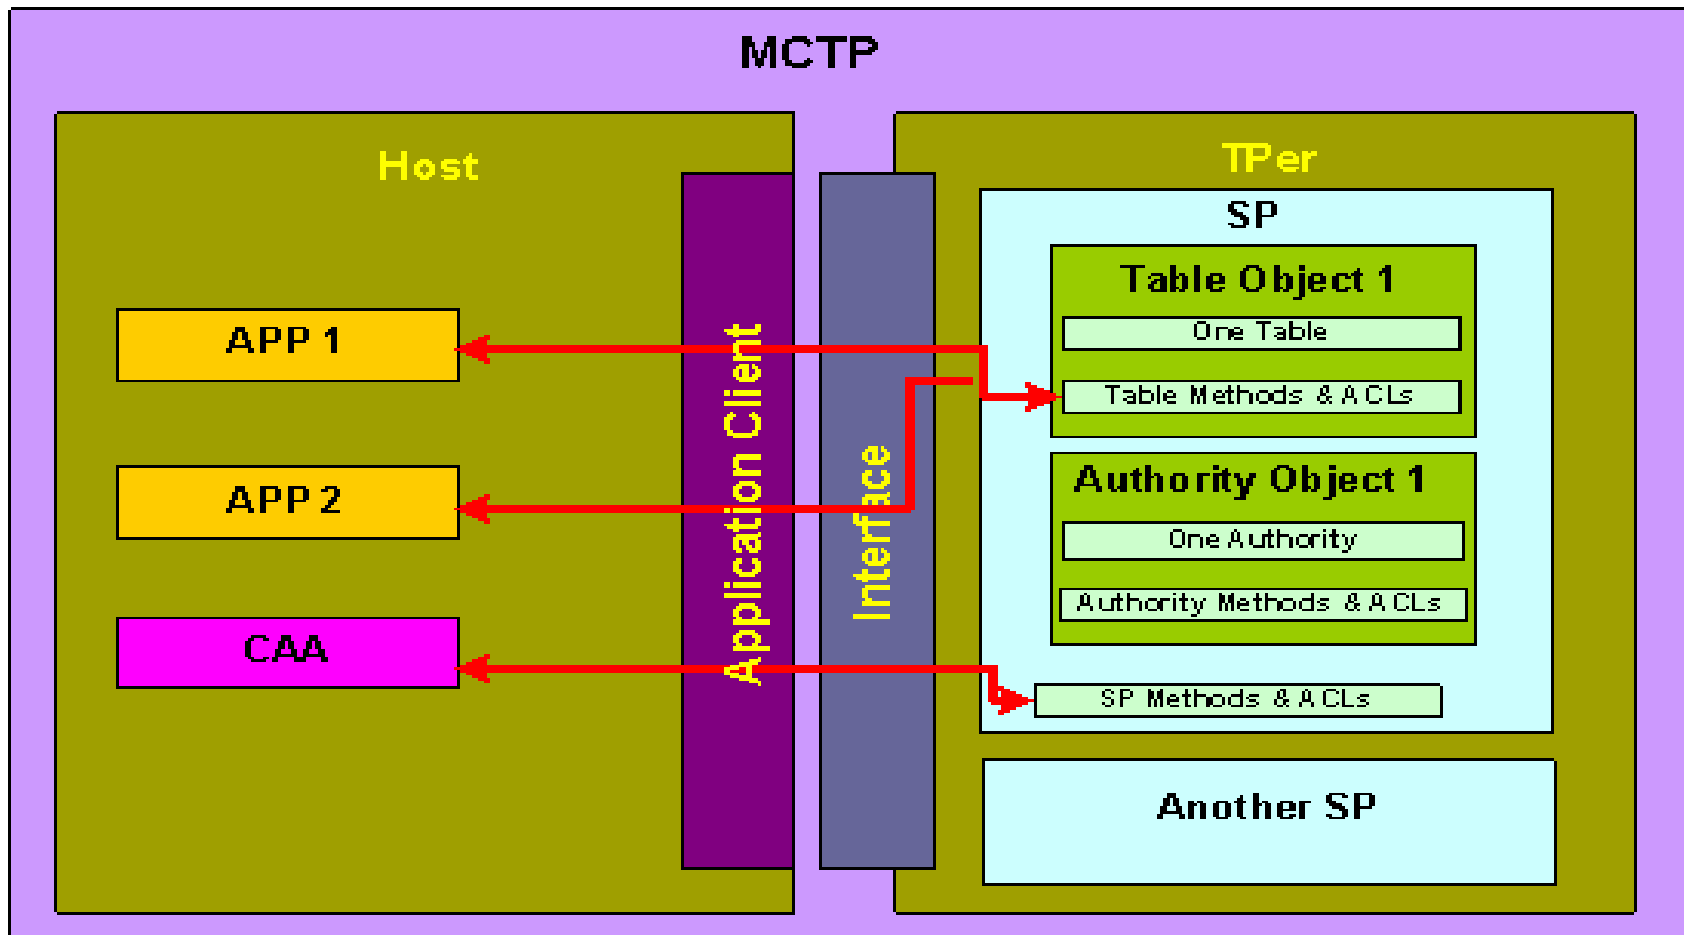 MCTP
Host
APP 1
APP 2
CAA
Application Client
Interface
TPer
SP
Table Object 1
One Table
Table Methods & ACLs
Authority Object 1
One Authority
Authority Methods & ACLs
SP Methods & ACLs
Another SP